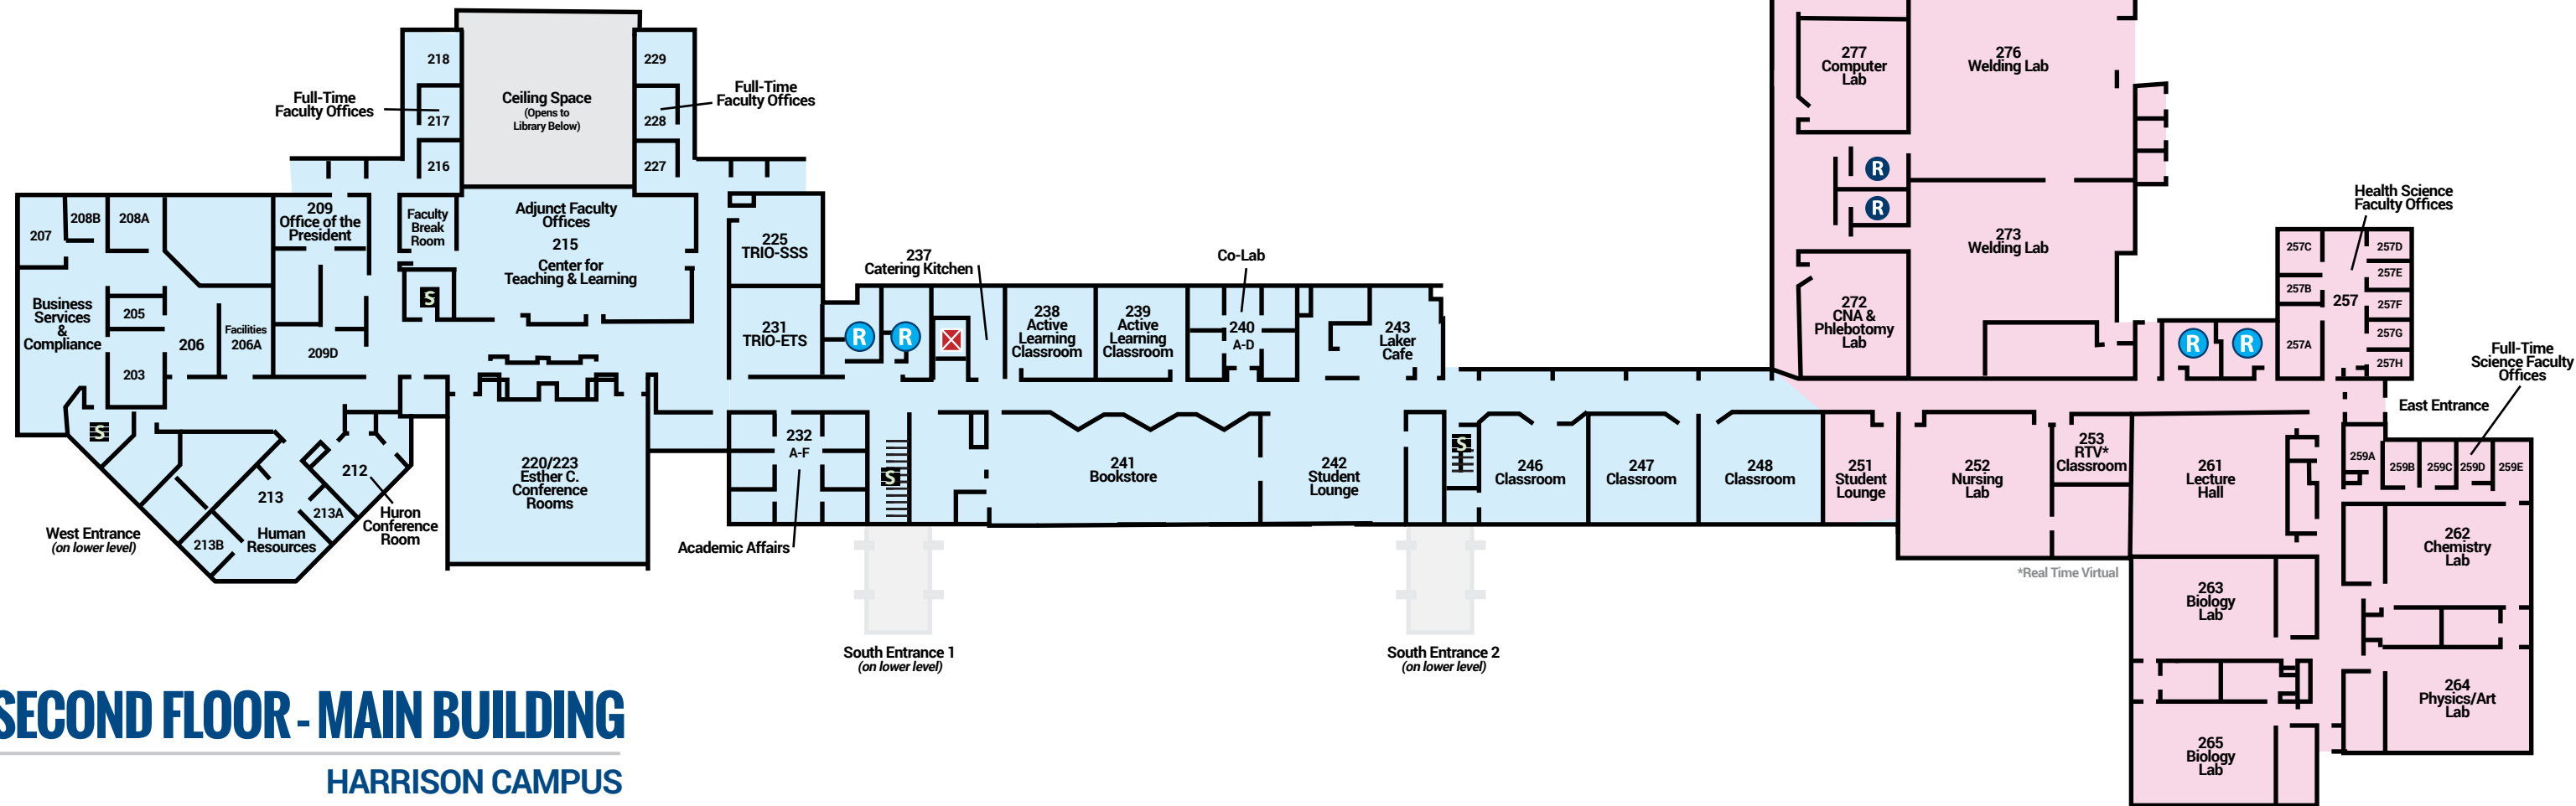 218
217
216
Full-Time
Faculty Offices
Ceiling Space
(Opens to
Library Below)
229
228
227
Full-Time
Faculty Offices
207
208B
208A
209
Office of the
President
Faculty
Break
Room
Adjunct Faculty
Offices
215
Center for
Teaching & Learning
S
Business
Services
&
Compliance
205
203
206
Facilities
206A
209D
S
225
TRIO-SSS
231
TRIO-ETS
R
R
237
Catering Kitchen
238
Active
Learning
Classroom
239
Active
Learning
Classroom
Co-Lab
240
A-D
243
Laker
Cafe
213
213A
213B
Human
Resources
212
Huron
Conference
Room
West Entrance
(on lower level)
220/223
Esther C.
Conference
Rooms
232
A-F
Academic Affairs
S
241
Bookstore
242
Student
Lounge
S
246
Classroom
247
Classroom
248
Classroom
251
Student
Lounge
252
Nursing
Lab
253
RTV*
Classroom
*Real Time Virtual
South Entrance 1
(on lower level)
South Entrance 2
(on lower level)
277
Computer
Lab
276
Welding Lab
R
R
273
Welding Lab
272
CNA &
Phlebotomy
Lab
R
R
Health Science
Faculty Offices
257C
257B
257A
257
257D
257E
257F
257G
257H
Full-Time
Science Faculty
Offices
East Entrance
259A
259B
259C
259D
259E
261
Lecture
Hall
262
Chemistry
Lab
263
Biology
Lab
264
Physics/Art
Lab
265
Biology
Lab
SECOND FLOOR - MAIN BUILDING
HARRISON CAMPUS